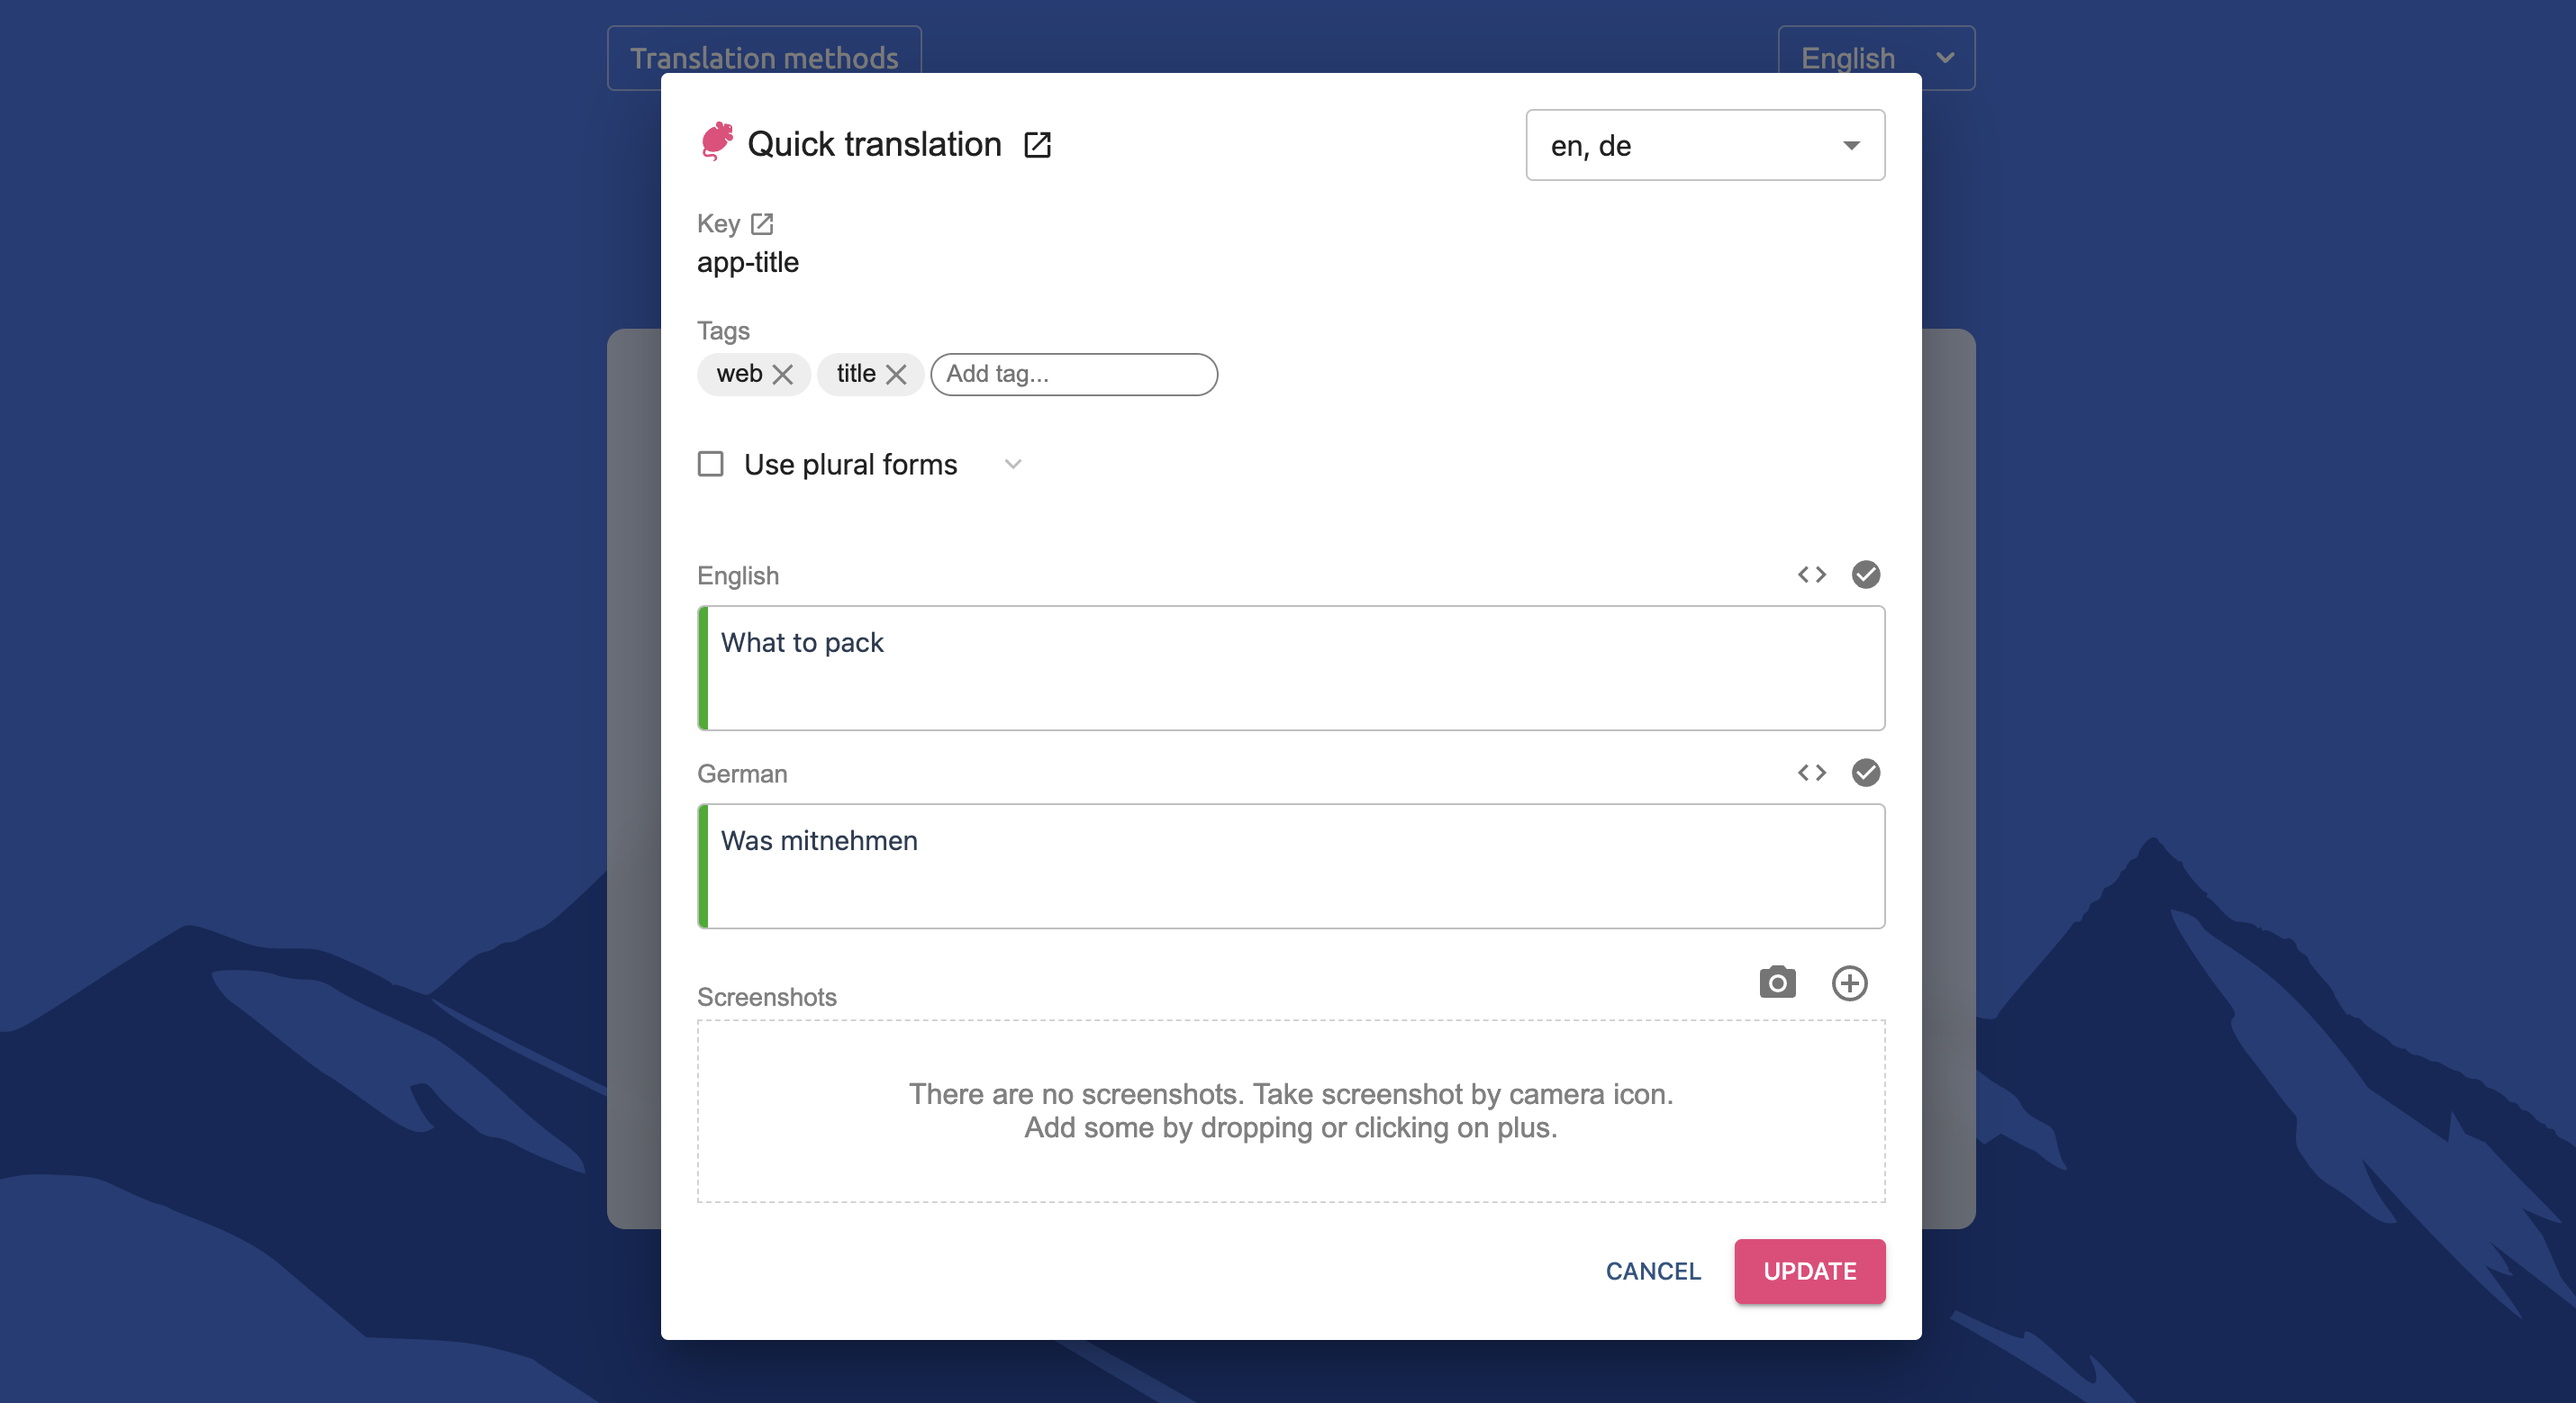 Translation methods
English
Quick translation
en, de
Key
app-title
Tags
web
title
Add tag...
Use plural forms
English
What to pack
German
Was mitnehmen
Screenshots
There are no screenshots. Take screenshot by camera icon.
Add some by dropping or clicking on plus.
CANCEL
UPDATE